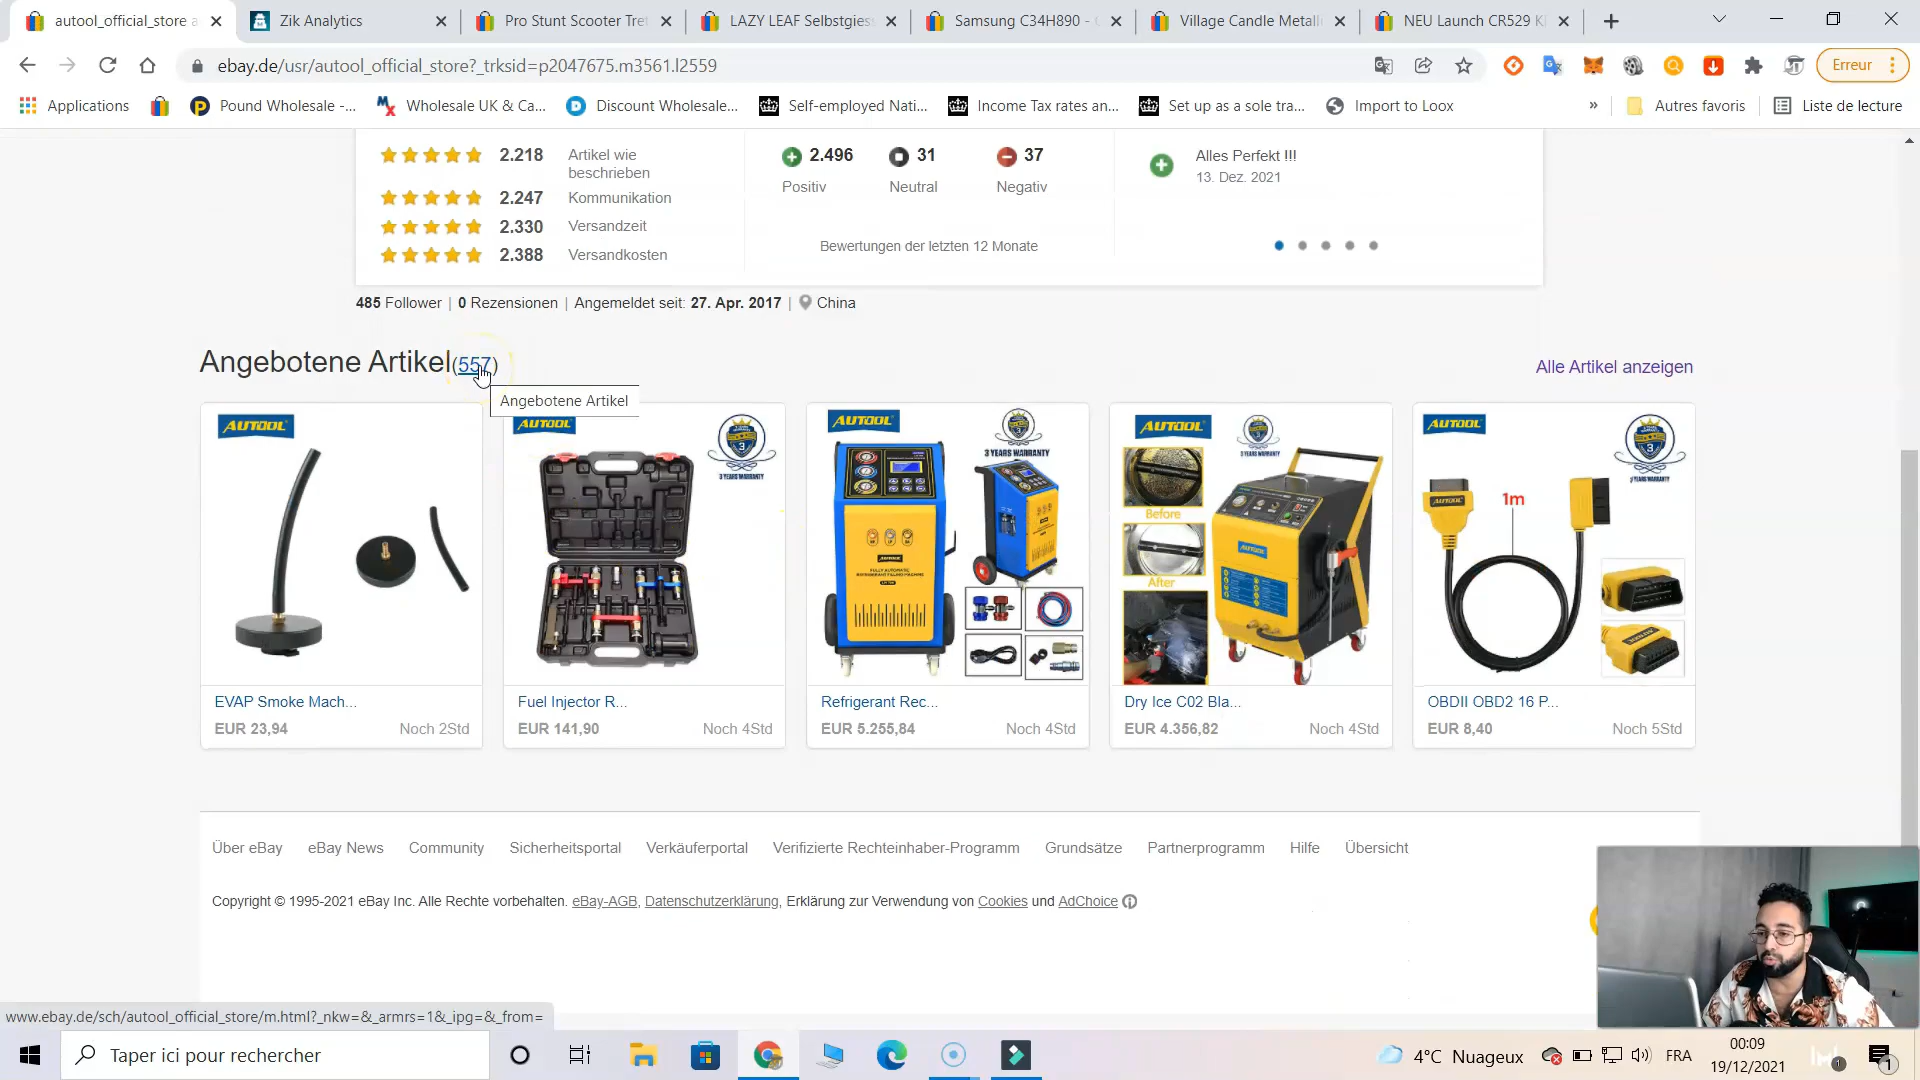 autool_official_store a
Zik Analytics
Pro Stunt Scooter Tret
LAZY LEAF Selbstgiess
Samsung C34H890 -
Village Candle Metall
NEU Launch CR529 K
ebay.de/usr/autool_official_store?_trksid=p2047675.m3561.l2559
Erreur
Applications
Pound Wholesale -...
Wholesale UK & Ca...
Discount Wholesale...
Self-employed Nati...
Income Tax rates an...
Set up as a sole tra...
Import to Loox
»
Autres favoris
Liste de lecture
2.218 Artikel wie beschrieben
2.247 Kommunikation
2.330 Versandzeit
2.388 Versandkosten
2.496 Positiv
31 Neutral
37 Negativ
Bewertungen der letzten 12 Monate
Alles Perfekt !!!
13. Dez. 2021
485 Follower | 0 Rezensionen | Angemeldet seit: 27. Apr. 2017 | China
Angebotene Artikel(557)
Alle Artikel anzeigen
Angebotene Artikel
AUTOOL
AUTOOL
3 YEARS WARRANTY
AUTOOL
3 YEARS WARRANTY
AUTOOL
FULLY AUTOMATIC
AUTOOL
3 YEARS WARRANTY
Before
After
AUTOOL
AUTOOL
3 YEARS WARRANTY
AUTOOL
1m
EVAP Smoke Mach...
EUR 23,94 Noch 2Std
Fuel Injector R...
EUR 141,90 Noch 4Std
Refrigerant Rec...
EUR 5.255,84 Noch 4Std
Dry Ice C02 Bla...
EUR 4.356,82 Noch 4Std
OBDII OBD2 16 P...
EUR 8,40 Noch 5Std
Über eBay eBay News Community Sicherheitsportal Verkäuferportal Verifizierte Rechteinhaber-Programm Grundsätze Partnerprogramm Hilfe Übersicht
Copyright © 1995-2021 eBay Inc. Alle Rechte vorbehalten. eBay-AGB, Datenschutzerklärung, Erklärung zur Verwendung von Cookies und AdChoice
www.ebay.de/sch/autool_official_store/m.html?_nkw=&_armrs=1&_ipg=&_from=
Taper ici pour rechercher
4°C Nuageux
FRA
00:09
19/12/2021
1
1